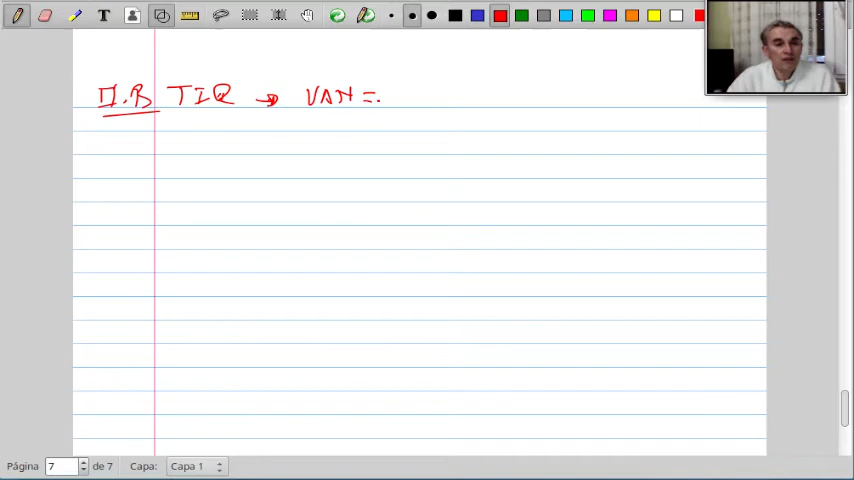 II.B TIR → VAN =
T
Página 7 de 7 Capa: Capa 1